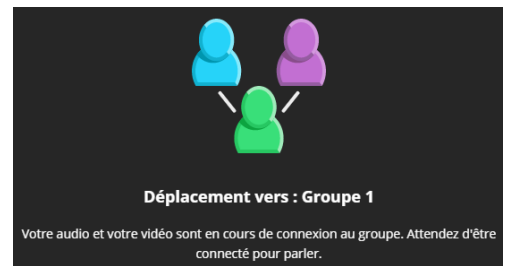 Déplacement vers : Groupe 1
Votre audio et votre vidéo sont en cours de connexion au groupe. Attendez d'être
connecté pour parler.